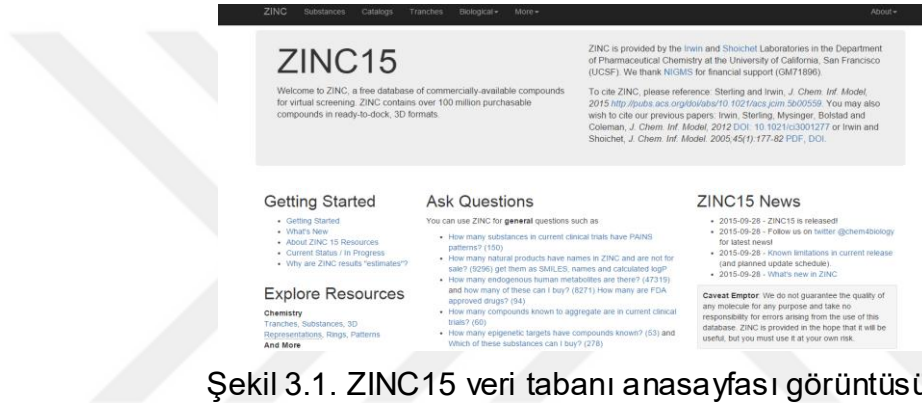 ZINC Substances Catalogs Tranches Biological More About
ZINC15
Welcome to ZINC, a free database of commercially-available compounds
for virtual screening. ZINC contains over 100 million purchasable
compounds in ready-to-dock, 3D formats.
ZINC is provided by the Irwin and Shoichet Laboratories in the Department
of Pharmaceutical Chemistry at the University of California, San Francisco
(UCSF). We thank NIGMS for financial support (GM71896).
To cite ZINC, please reference: Sterling and Irwin, J. Chem. Inf. Model,
2015 http://pubs.acs.org/doi/abs/10.1021/acs.jcim.5b00559. You may also
wish to cite our previous papers: Irwin, Sterling, Mysinger, Bolstad and
Coleman, J. Chem. Inf. Model, 2012 DOI: 10.1021/ci3001277 or Irwin and
Shoichet, J. Chem. Inf. Model. 2005;45(1):177-82 PDF, DOI.
Getting Started
• Getting Started
• What's New
• About ZINC 15 Resources
• Current Status / In Progress
• Why are ZINC results "estimates"?
Explore Resources
Chemistry
Tranches, Substances, 3D
Representations, Rings, Patterns
And More
Ask Questions
You can use ZINC for general questions such as
• How many substances in current clinical trials have PAINS
patterns? (150)
• How many natural products have names in ZINC and are not for
sale? (9296) get them as SMILES, names and calculated logP
• How many endogenous human metabolites are there? (47319)
and how many of these can I buy? (8271) How many are FDA
approved drugs? (94)
• How many compounds known to aggregate are in current clinical
trials? (60)
• How many epigenetic targets have compounds known? (53) and
Which of these substances can I buy? (278)
ZINC15 News
• 2015-09-28 - ZINC15 is released!
• 2015-09-28 - Follow us on twitter @chem4biology
for latest news!
• 2015-09-28 - Known limitations in current release
(and planned update schedule).
• 2015-09-28 - What's new in ZINC
Caveat Emptor: We do not guarantee the quality of
any molecule for any purpose and take no
responsibility for errors arising from the use of this
database. ZINC is provided in the hope that it will be
useful, but you must use it at your own risk.
Şekil 3.1. ZINC15 veri tabanı anasayfası görüntüsü